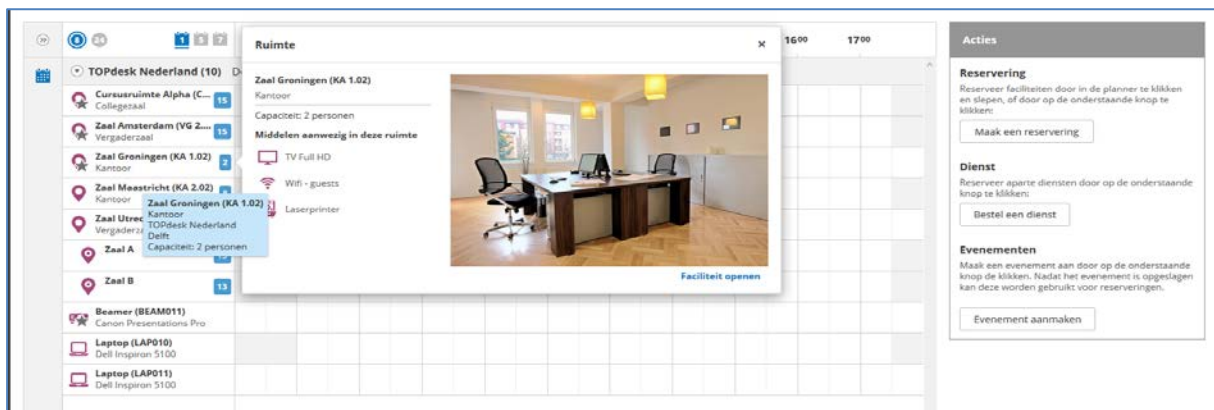 8 24 1 5 7
TOPdesk Nederland (10)
Cursusruimte Alpha (C... 15
Collegezaal
Zaal Amsterdam (VG 2.... 15
Vergaderzaal
Zaal Groningen (KA 1.02) 2
Kantoor
Zaal Maastricht (KA 2.02)
Kantoor
Zaal Utrec
Vergaderza
Zaal A
Zaal B 13
Beamer (BEAM011)
Canon Presentations Pro
Laptop (LAP010)
Dell Inspiron 5100
Laptop (LAP011)
Dell Inspiron 5100
Zaal Groningen (KA 1.02)
Kantoor
TOPdesk Nederland
Delft
Capaciteit: 2 personen
Ruimte ×
Zaal Groningen (KA 1.02)
Kantoor
Capaciteit: 2 personen
Middelen aanwezig in deze ruimte
TV Full HD
Wifi - guests
Laserprinter
Faciliteit openen
16⁰⁰ 17⁰⁰
Acties
Reservering
Reserveer faciliteiten door in de planner te klikken
en slepen, of door op de onderstaande knop te
klikken:
Maak een reservering
Dienst
Reserveer aparte diensten door op de onderstaande
knop te klikken:
Bestel een dienst
Evenementen
Maak een evenement aan door op de onderstaande
knop de klikken. Nadat het evenement is opgeslagen
kan deze worden gebruikt voor reserveringen.
Evenement aanmaken